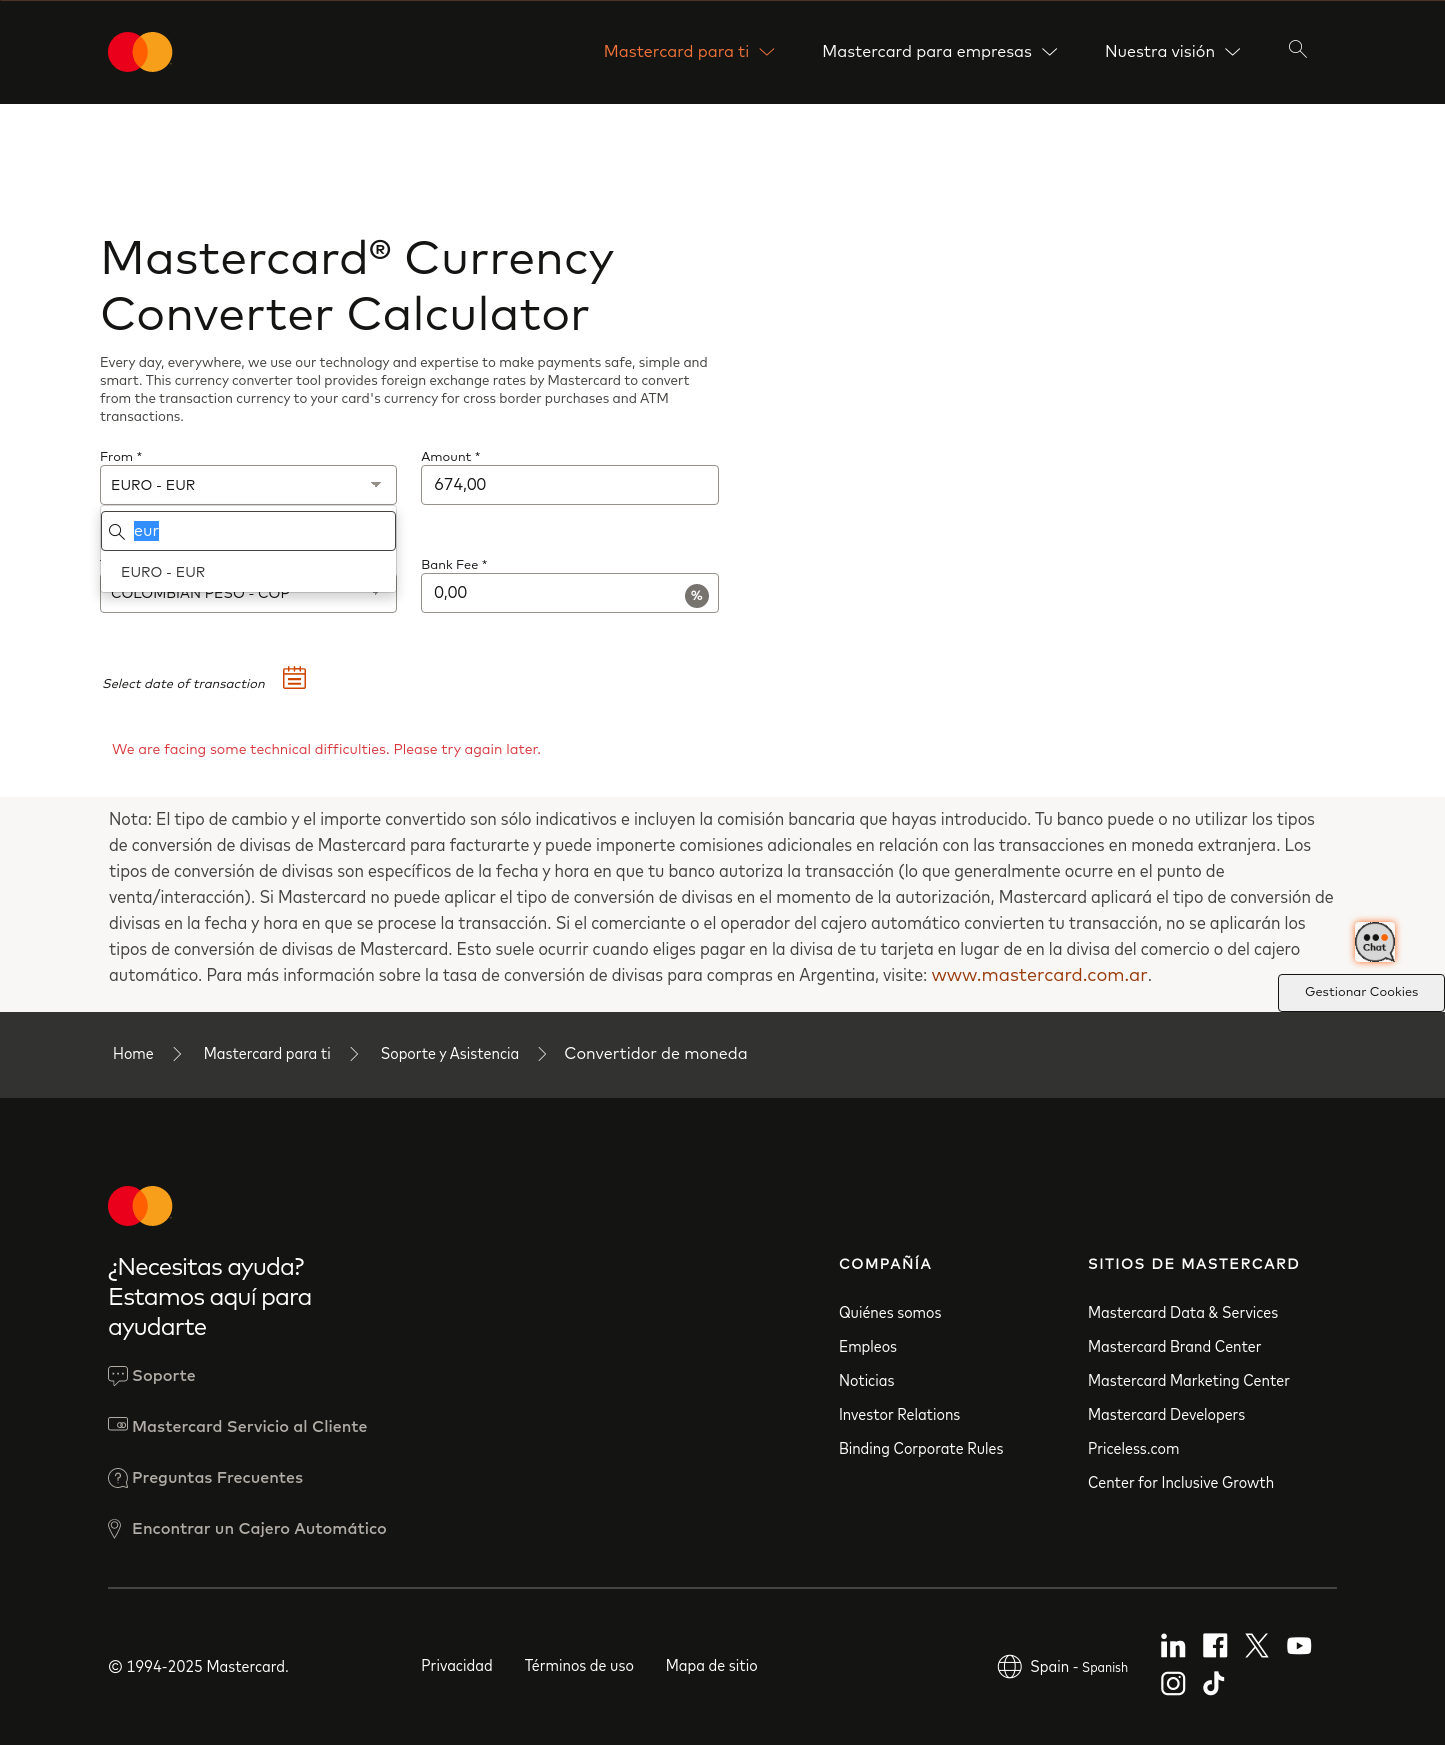 Mastercard para ti
Mastercard para empresas
Nuestra visión
Mastercard® Currency
Converter Calculator
Every day, everywhere, we use our technology and expertise to make payments safe, simple and
smart. This currency converter tool provides foreign exchange rates by Mastercard to convert
from the transaction currency to your card's currency for cross border purchases and ATM
transactions.
From *
Amount *
EURO - EUR
674,00
eur
EURO - EUR
Bank Fee *
COLOMBIAN PESO - COP
0,00
%
Select date of transaction
We are facing some technical difficulties. Please try again later.
Nota: El tipo de cambio y el importe convertido son sólo indicativos e incluyen la comisión bancaria que hayas introducido. Tu banco puede o no utilizar los tipos
de conversión de divisas de Mastercard para facturarte y puede imponerte comisiones adicionales en relación con las transacciones en moneda extranjera. Los
tipos de conversión de divisas son específicos de la fecha y hora en que tu banco autoriza la transacción (lo que generalmente ocurre en el punto de
venta/interacción). Si Mastercard no puede aplicar el tipo de conversión de divisas en el momento de la autorización, Mastercard aplicará el tipo de conversión de
divisas en la fecha y hora en que se procese la transacción. Si el comerciante o el operador del cajero automático convierten tu transacción, no se aplicarán los
tipos de conversión de divisas de Mastercard. Esto suele ocurrir cuando eliges pagar en la divisa de tu tarjeta en lugar de en la divisa del comercio o del cajero
automático. Para más información sobre la tasa de conversión de divisas para compras en Argentina, visite: www.mastercard.com.ar.
Chat
Gestionar Cookies
Home
Mastercard para ti
Soporte y Asistencia
Convertidor de moneda
¿Necesitas ayuda?
Estamos aquí para
ayudarte
Soporte
Mastercard Servicio al Cliente
Preguntas Frecuentes
Encontrar un Cajero Automático
COMPAÑÍA
Quiénes somos
Empleos
Noticias
Investor Relations
Binding Corporate Rules
SITIOS DE MASTERCARD
Mastercard Data & Services
Mastercard Brand Center
Mastercard Marketing Center
Mastercard Developers
Priceless.com
Center for Inclusive Growth
© 1994-2025 Mastercard.
Privacidad
Términos de uso
Mapa de sitio
Spain - Spanish